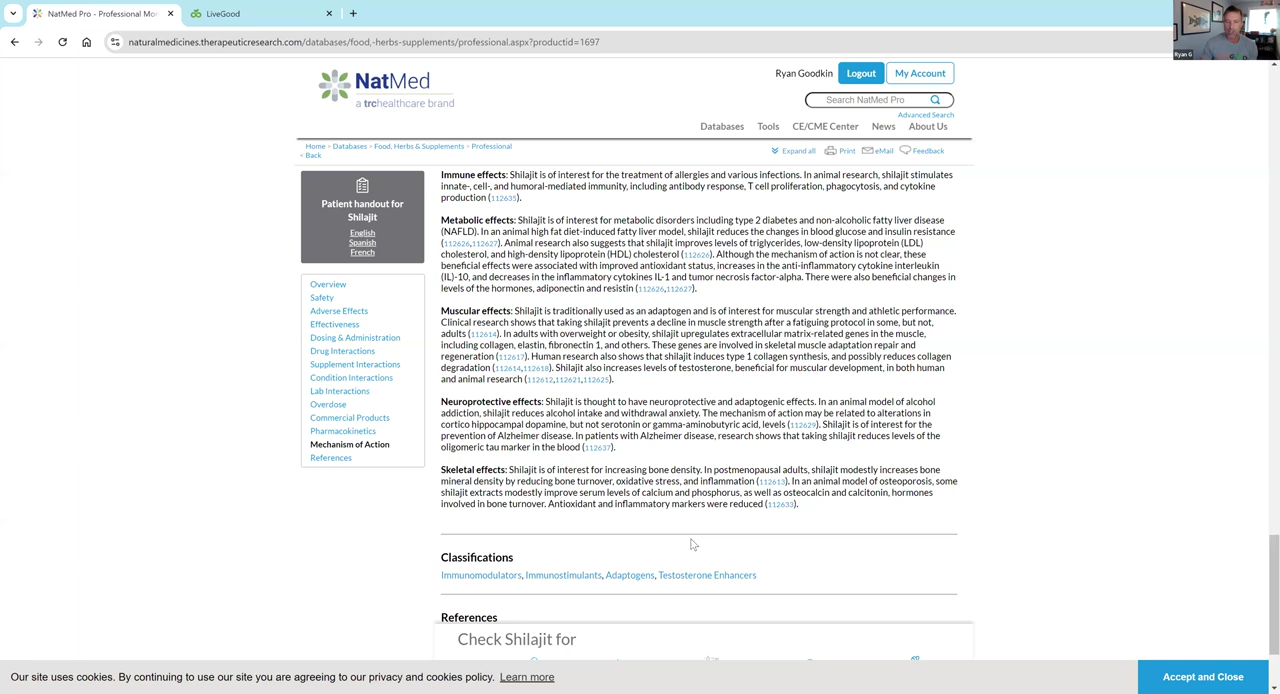 NatMed Pro - Professional Mo
LiveGood
naturalmedicines.therapeuticresearch.com/databases/food,-herbs-supplements/professional.aspx?productid=1697
Ryan G
NatMed
a trchealthcare brand
Ryan Goodkin
Logout
My Account
Search NatMed Pro
Advanced Search
Databases Tools CE/CME Center News About Us
Home > Databases > Food, Herbs & Supplements > Professional
< Back
Expand all Print eMail Feedback
Patient handout for
Shilajit
English
Spanish
French
Overview
Safety
Adverse Effects
Effectiveness
Dosing & Administration
Drug Interactions
Supplement Interactions
Condition Interactions
Lab Interactions
Overdose
Commercial Products
Pharmacokinetics
Mechanism of Action
References
Immune effects: Shilajit is of interest for the treatment of allergies and various infections. In animal research, shilajit stimulates
innate-, cell-, and humoral-mediated immunity, including antibody response, T cell proliferation, phagocytosis, and cytokine
production (112635).
Metabolic effects: Shilajit is of interest for metabolic disorders including type 2 diabetes and non-alcoholic fatty liver disease
(NAFLD). In an animal high fat diet-induced fatty liver model, shilajit reduces the changes in blood glucose and insulin resistance
(112626,112627). Animal research also suggests that shilajit improves levels of triglycerides, low-density lipoprotein (LDL)
cholesterol, and high-density lipoprotein (HDL) cholesterol (112626). Although the mechanism of action is not clear, these
beneficial effects were associated with improved antioxidant status, increases in the anti-inflammatory cytokine interleukin
(IL)-10, and decreases in the inflammatory cytokines IL-1 and tumor necrosis factor-alpha. There were also beneficial changes in
levels of the hormones, adiponectin and resistin (112626,112627).
Muscular effects: Shilajit is traditionally used as an adaptogen and is of interest for muscular strength and athletic performance.
Clinical research shows that taking shilajit prevents a decline in muscle strength after a fatiguing protocol in some, but not,
adults (112614). In adults with overweight or obesity, shilajit upregulates extracellular matrix-related genes in the muscle,
including collagen, elastin, fibronectin 1, and others. These genes are involved in skeletal muscle adaptation repair and
regeneration (112617). Human research also shows that shilajit induces type 1 collagen synthesis, and possibly reduces collagen
degradation (112614,112618). Shilajit also increases levels of testosterone, beneficial for muscular development, in both human
and animal research (112612,112621,112625).
Neuroprotective effects: Shilajit is thought to have neuroprotective and adaptogenic effects. In an animal model of alcohol
addiction, shilajit reduces alcohol intake and withdrawal anxiety. The mechanism of action may be related to alterations in
cortico hippocampal dopamine, but not serotonin or gamma-aminobutyric acid, levels (112629). Shilajit is of interest for the
prevention of Alzheimer disease. In patients with Alzheimer disease, research shows that taking shilajit reduces levels of the
oligomeric tau marker in the blood (112637).
Skeletal effects: Shilajit is of interest for increasing bone density. In postmenopausal adults, shilajit modestly increases bone
mineral density by reducing bone turnover, oxidative stress, and inflammation (112613). In an animal model of osteoporosis, some
shilajit extracts modestly improve serum levels of calcium and phosphorus, as well as osteocalcin and calcitonin, hormones
involved in bone turnover. Antioxidant and inflammatory markers were reduced (112633).
Classifications
Immunomodulators, Immunostimulants, Adaptogens, Testosterone Enhancers
References
Check Shilajit for
Our site uses cookies. By continuing to use our site you are agreeing to our privacy and cookies policy. Learn more
Accept and Close